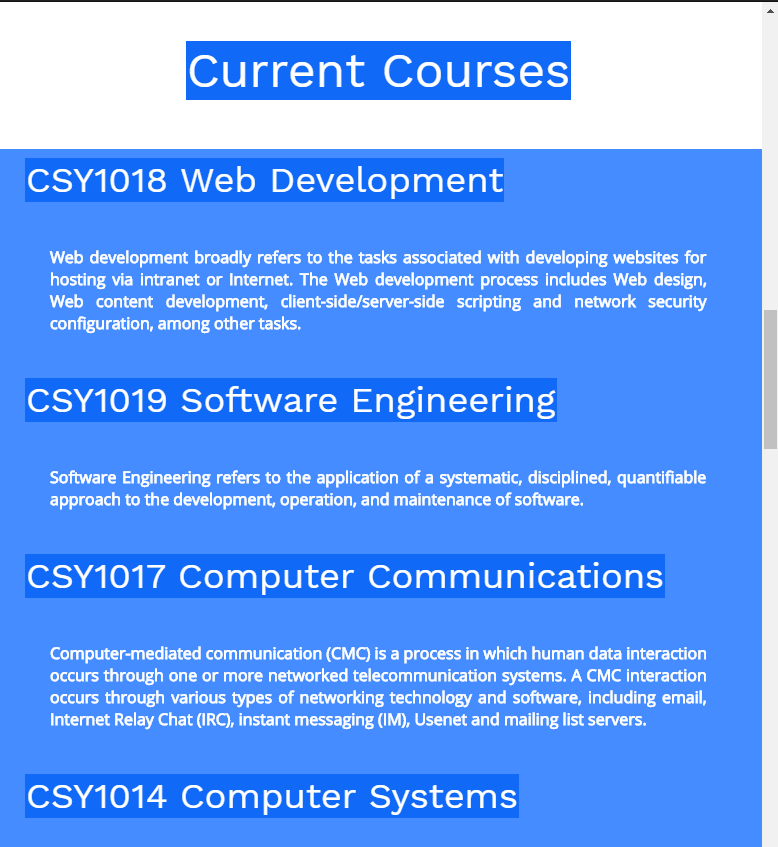 Current Courses
CSY1018 Web Development
Web development broadly refers to the tasks associated with developing websites for
hosting via intranet or Internet. The Web development process includes Web design,
Web content development, client-side/server-side scripting and network security
configuration, among other tasks.
CSY1019 Software Engineering
Software Engineering refers to the application of a systematic, disciplined, quantifiable
approach to the development, operation, and maintenance of software.
CSY1017 Computer Communications
Computer-mediated communication (CMC) is a process in which human data interaction
occurs through one or more networked telecommunication systems. A CMC interaction
occurs through various types of networking technology and software, including email,
Internet Relay Chat (IRC), instant messaging (IM), Usenet and mailing list servers.
CSY1014 Computer Systems